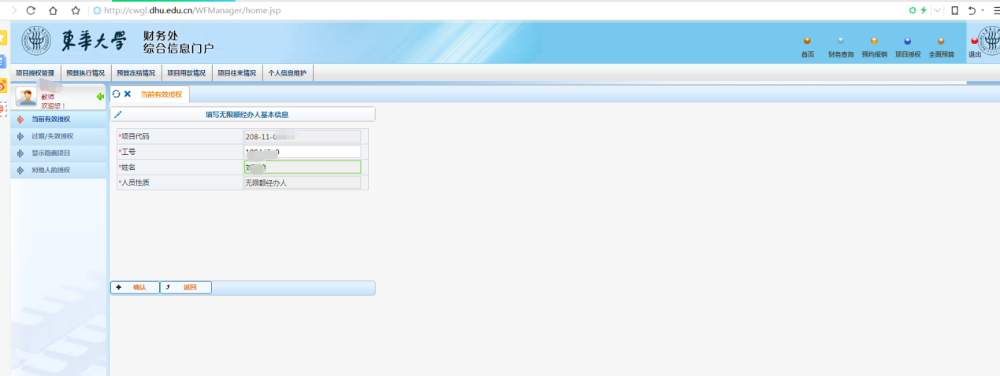 http://cwgl.dhu.edu.cn/WFManager/home.jsp
東華大學
财务处
综合信息门户
首页 财务查询 预约报销 项目授权 全面预算 退出
项目授权管理 预算执行情况 预算冻结情况 项目用款情况 项目往来情况 个人信息维护
教师
欢迎您！
当前有效授权
过期/失效授权
显示隐藏项目
对他人的授权
当前有效授权
填写无限额经办人基本信息
*项目代码 208-11-0
*工号
*姓名 刘
*人员性质 无限额经办人
确认 返回